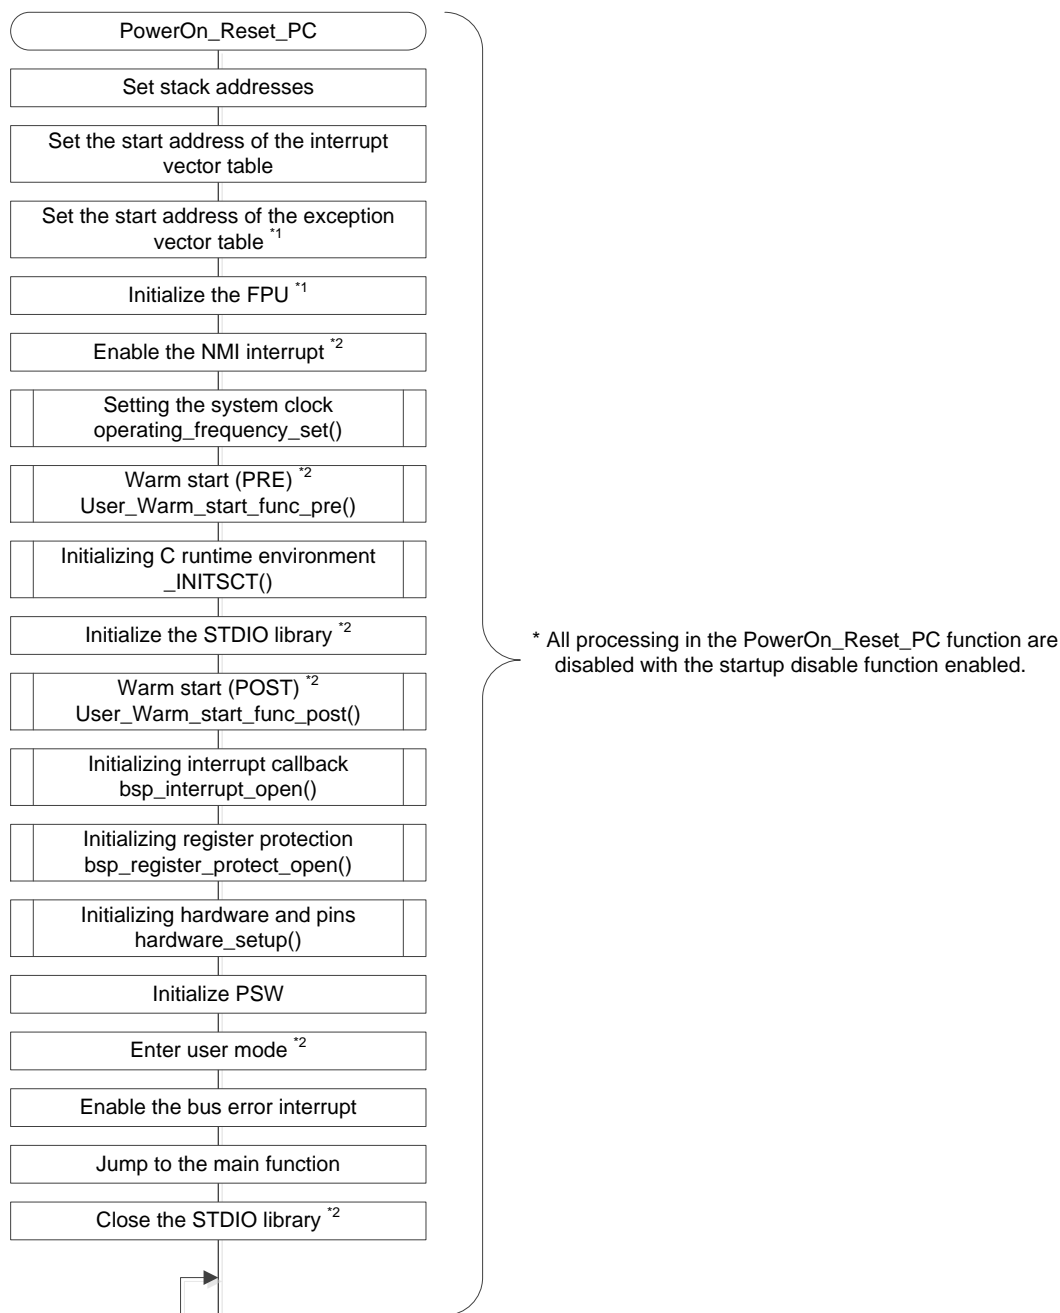 PowerOn_Reset_PC
Set stack addresses
Set the start address of the interrupt
vector table
Set the start address of the exception
vector table *1
Initialize the FPU *1
Enable the NMI interrupt *2
Setting the system clock
operating_frequency_set()
Warm start (PRE) *2
User_Warm_start_func_pre()
Initializing C runtime environment
_INITSCT()
Initialize the STDIO library *2
Warm start (POST) *2
User_Warm_start_func_post()
Initializing interrupt callback
bsp_interrupt_open()
Initializing register protection
bsp_register_protect_open()
Initializing hardware and pins
hardware_setup()
Initialize PSW
Enter user mode *2
Enable the bus error interrupt
Jump to the main function
Close the STDIO library *2
* All processing in the PowerOn_Reset_PC function are
disabled with the startup disable function enabled.